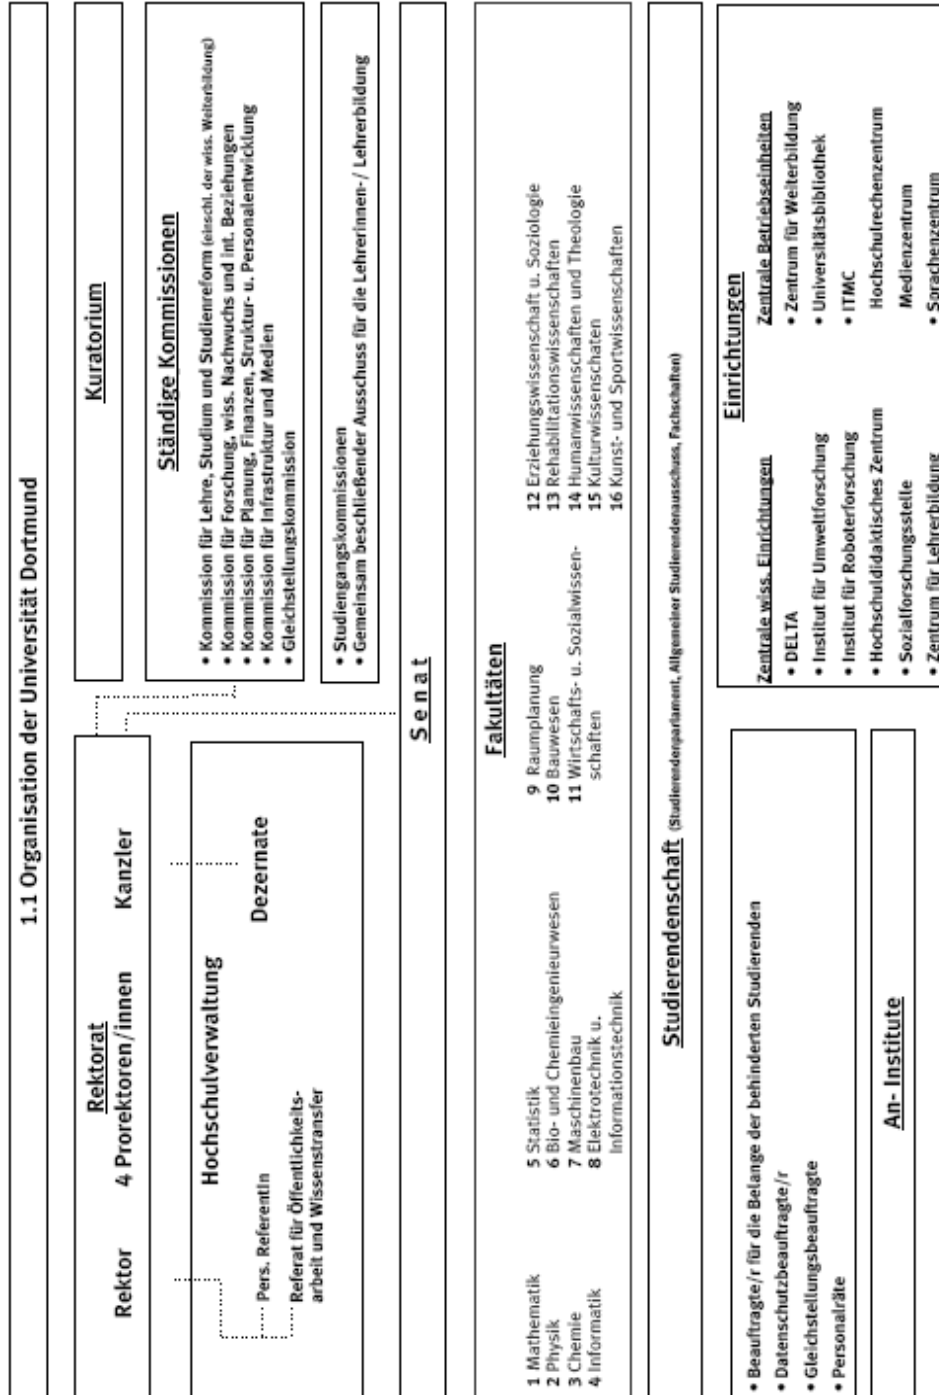 1.1 Organisation der Universität Dortmund
Rektorat
Rektor 4 Prorektoren/innen Kanzler
Hochschulverwaltung
Pers. ReferentIn
Referat für Öffentlichkeits-
arbeit und Wissenstransfer
Dezernate
Kuratorium
Ständige Kommissionen
• Kommission für Lehre, Studium und Studienreform (einschl. der wiss. Weiterbildung)
• Kommission für Forschung, wiss. Nachwuchs und int. Beziehungen
• Kommission für Planung, Finanzen, Struktur- u. Personalentwicklung
• Kommission für Infrastruktur und Medien
• Gleichstellungskommission
• Studiengangskommissionen
• Gemeinsam beschließender Ausschuss für die Lehrerinnen-/ Lehrerbildung
Senat
Fakultäten
1 Mathematik
2 Physik
3 Chemie
4 Informatik
5 Statistik
6 Bio- und Chemieingenieurwesen
7 Maschinenbau
8 Elektrotechnik u.
Informationstechnik
9 Raumplanung
10 Bauwesen
11 Wirtschafts- u. Sozialwissen-
schaften
12 Erziehungswissenschaft u. Soziologie
13 Rehabilitationswissenschaften
14 Humanwissenschaften und Theologie
15 Kulturwissenschaten
16 Kunst- und Sportwissenschaften
Studierendenschaft (Studierendenparlament, Allgemeiner Studierendenausschuss, Fachschaften)
• Beauftragte/r für die Belange der behinderten Studierenden
• Datenschutzbeauftragte/r
• Gleichstellungsbeauftragte
• Personalräte
An- Institute
Einrichtungen
Zentrale wiss. Einrichtungen
• DELTA
• Institut für Umweltforschung
• Institut für Roboterforschung
• Hochschuldidaktisches Zentrum
• Sozialforschungsstelle
• Zentrum für Lehrerbildung
Zentrale Betriebseinheiten
• Zentrum für Weiterbildung
• Universitätsbibliothek
• ITMC
Hochschulrechenzentrum
Medienzentrum
• Sprachenzentrum